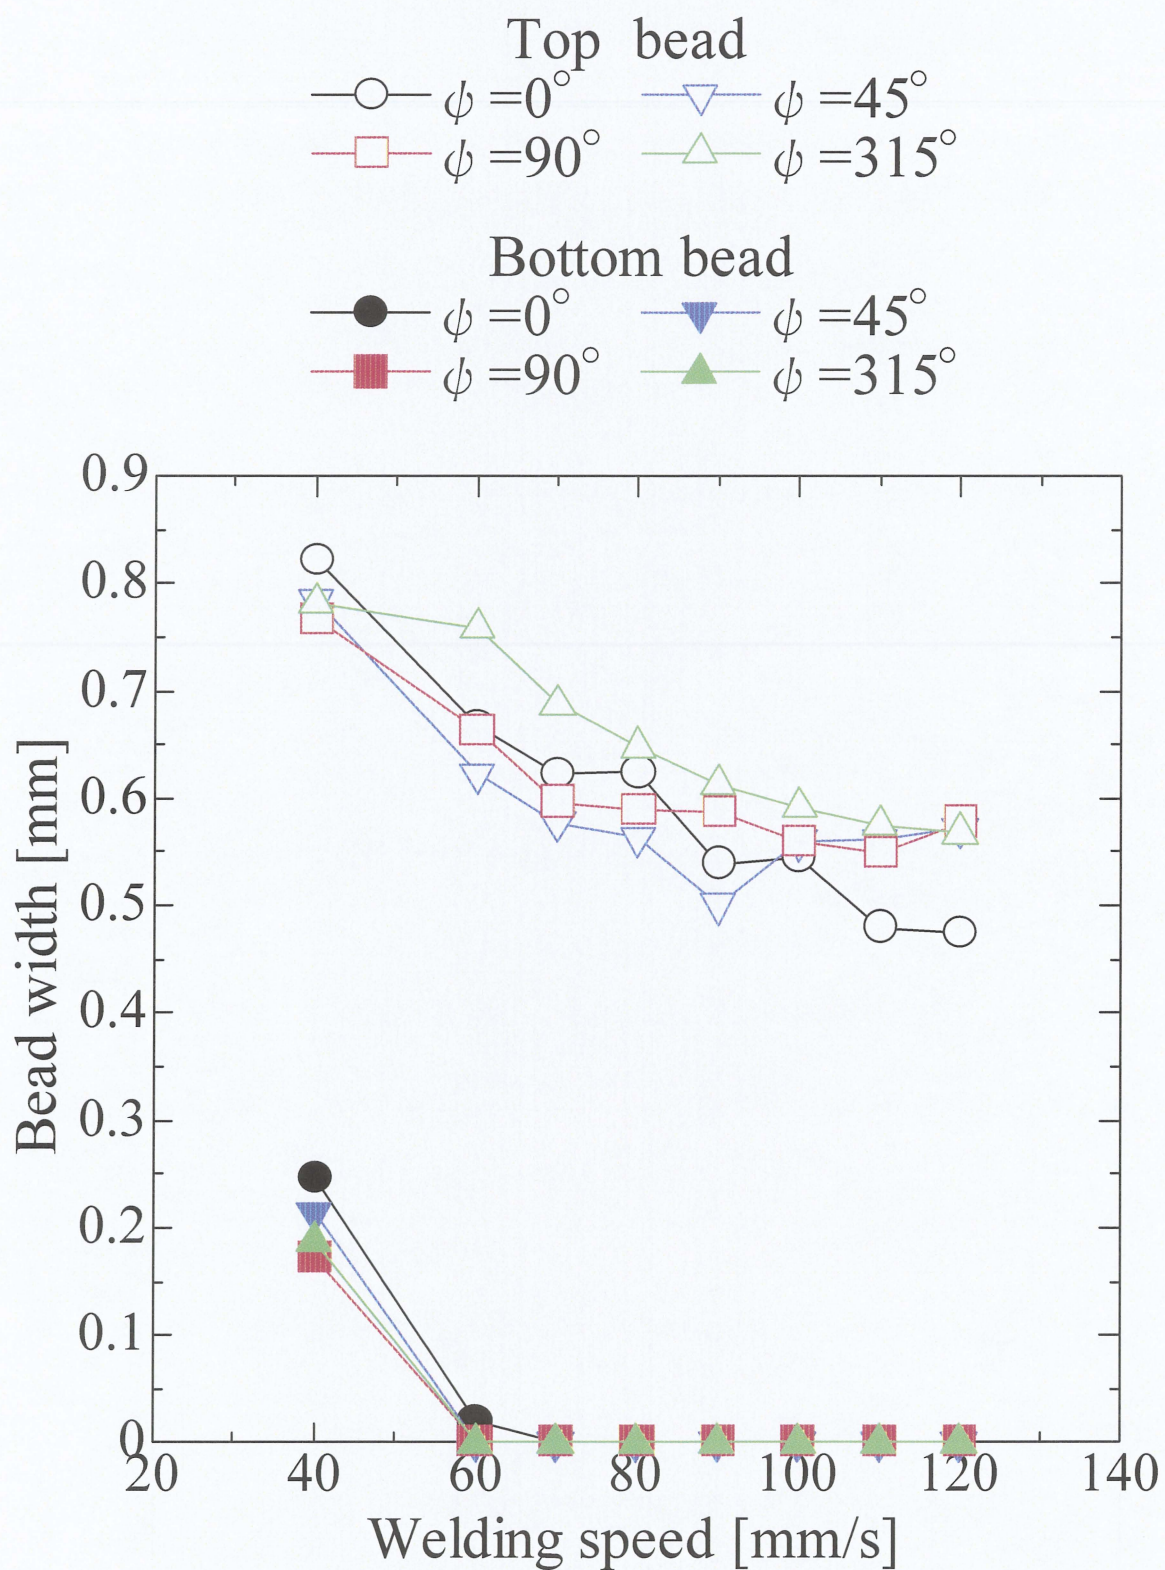 Top bead
ψ =0° ψ =45°
ψ =90° ψ =315°
Bottom bead
ψ =0° ψ =45°
ψ =90° ψ =315°
0.9
0.8
0.7
0.6
0.5
0.4
0.3
0.2
0.1
0
Bead width [mm]
20 40 60 80 100 120 140
Welding speed [mm/s]